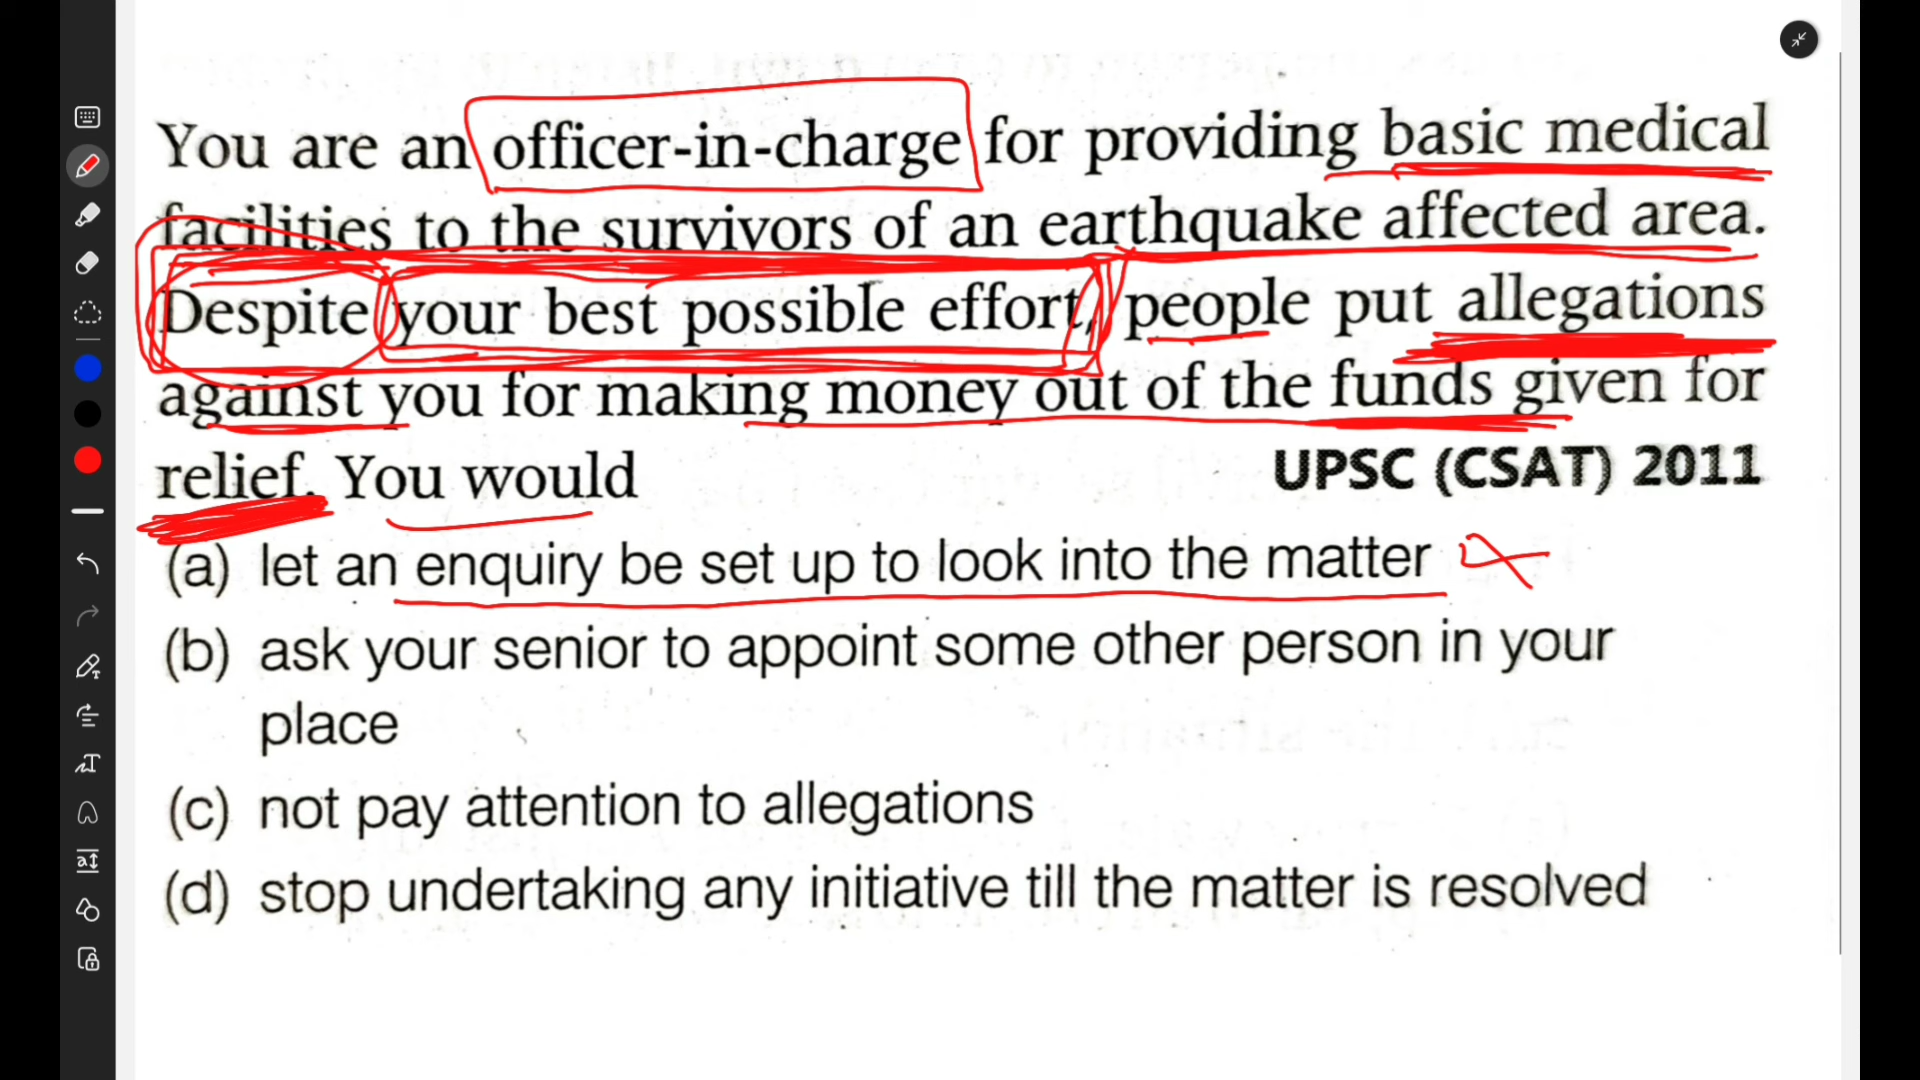 You are an officer-in-charge for providing basic medical
facilities to the survivors of an earthquake affected area.
Despite your best possible effort, people put allegations
against you for making money out of the funds given for
relief. You would UPSC (CSAT) 2011
(a) let an enquiry be set up to look into the matter
(b) ask your senior to appoint some other person in your
place
(c) not pay attention to allegations
(d) stop undertaking any initiative till the matter is resolved